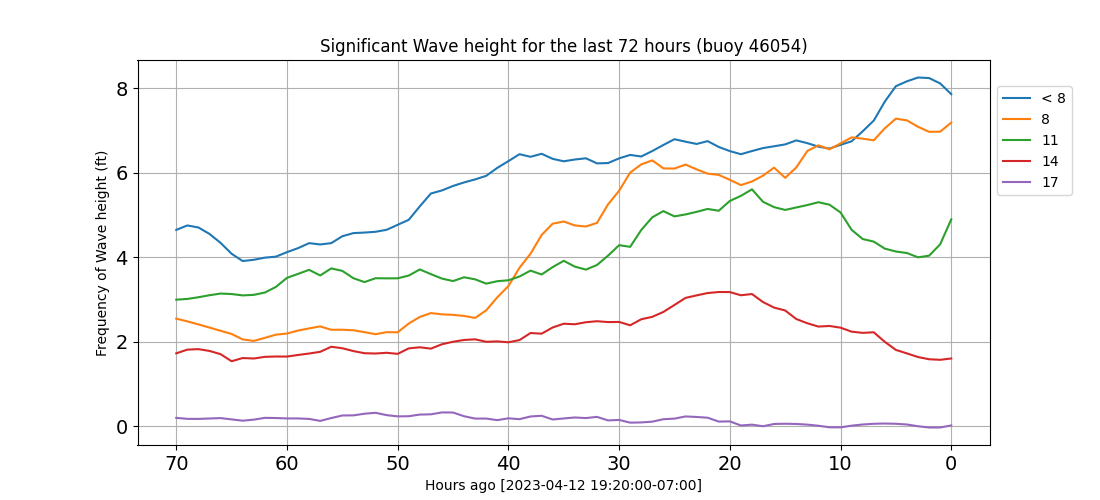 Significant Wave height for the last 72 hours (buoy 46054)
Frequency of Wave height (ft)
8
6
4
2
0
70 60 50 40 30 20 10 0
Hours ago [2023-04-12 19:20:00-07:00]
< 8
8
11
14
17